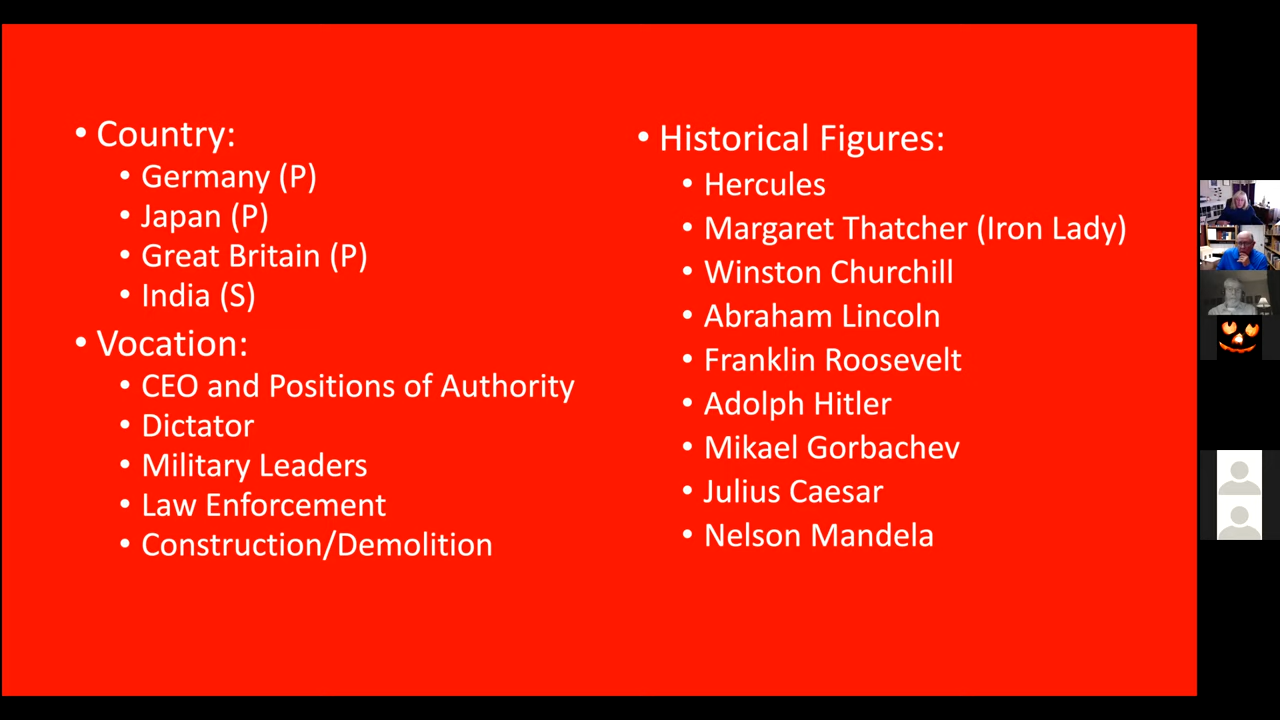 • Country:
• Germany (P)
• Japan (P)
• Great Britain (P)
• India (S)
• Vocation:
• CEO and Positions of Authority
• Dictator
• Military Leaders
• Law Enforcement
• Construction/Demolition
• Historical Figures:
• Hercules
• Margaret Thatcher (Iron Lady)
• Winston Churchill
• Abraham Lincoln
• Franklin Roosevelt
• Adolph Hitler
• Mikael Gorbachev
• Julius Caesar
• Nelson Mandela